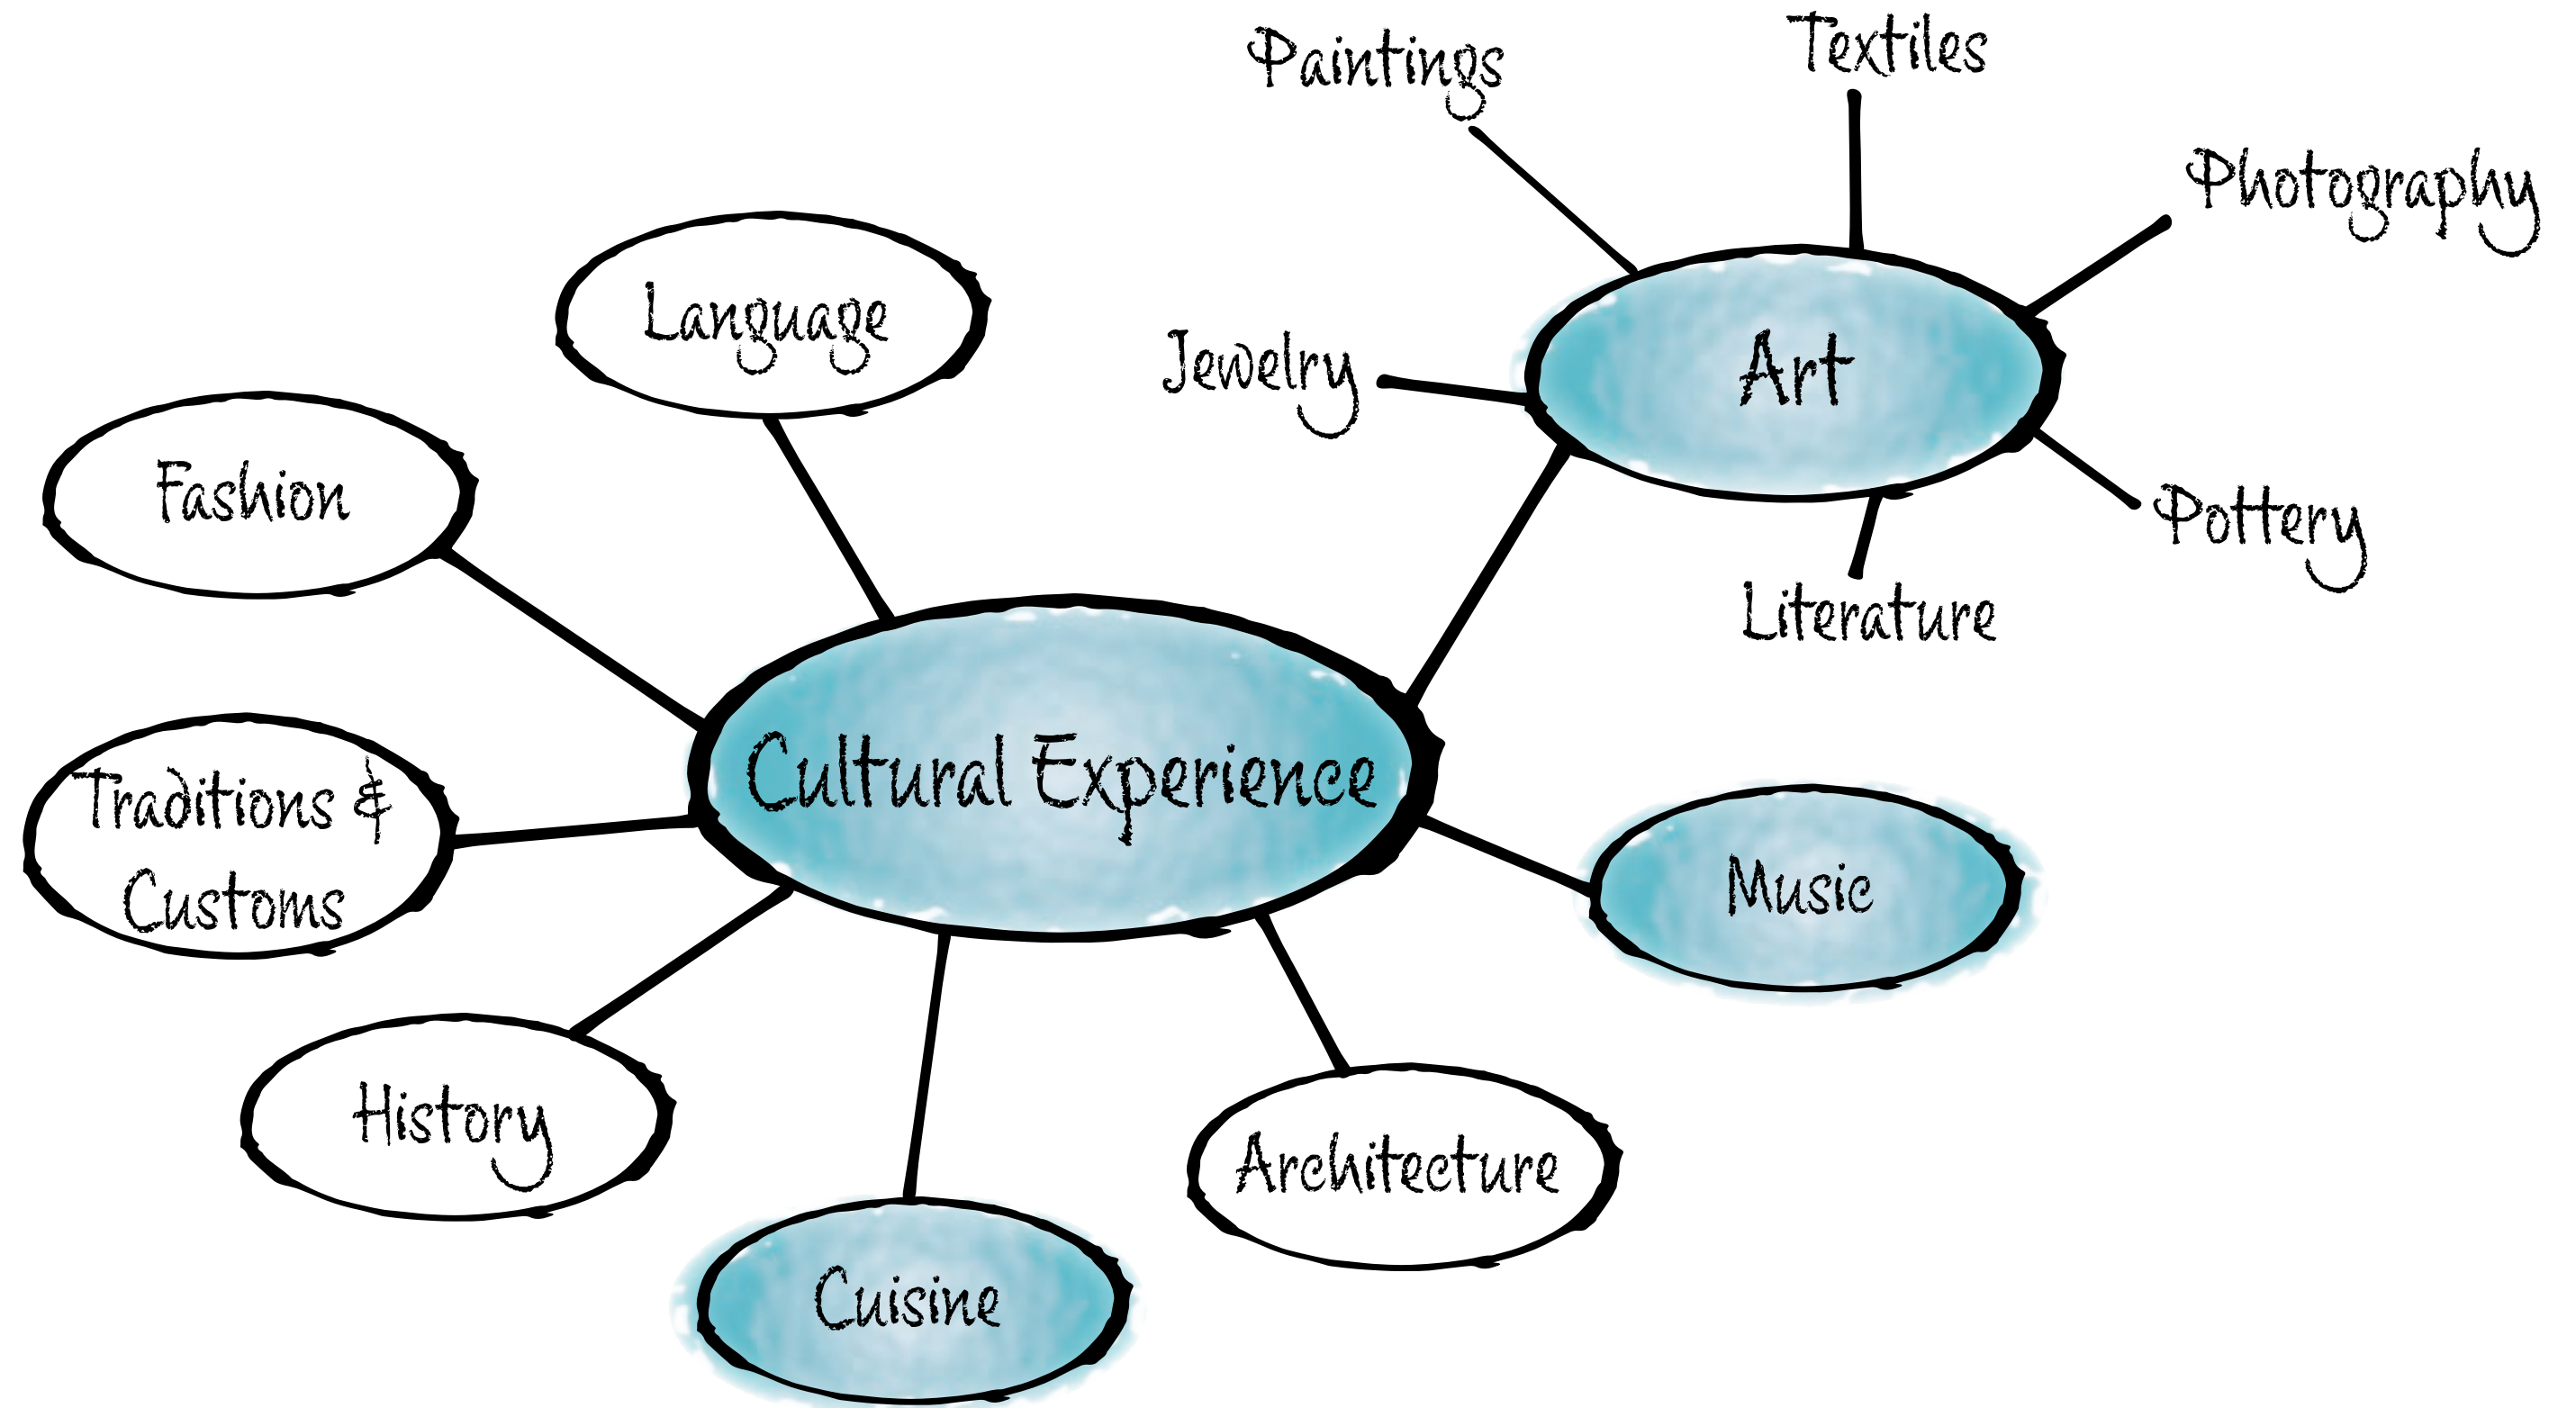 Paintings
Textiles
Photography
Language
Jewelry
Art
Fashion
Pottery
Literature
Cultural Experience
Traditions &
Customs
Music
History
Architecture
Cuisine